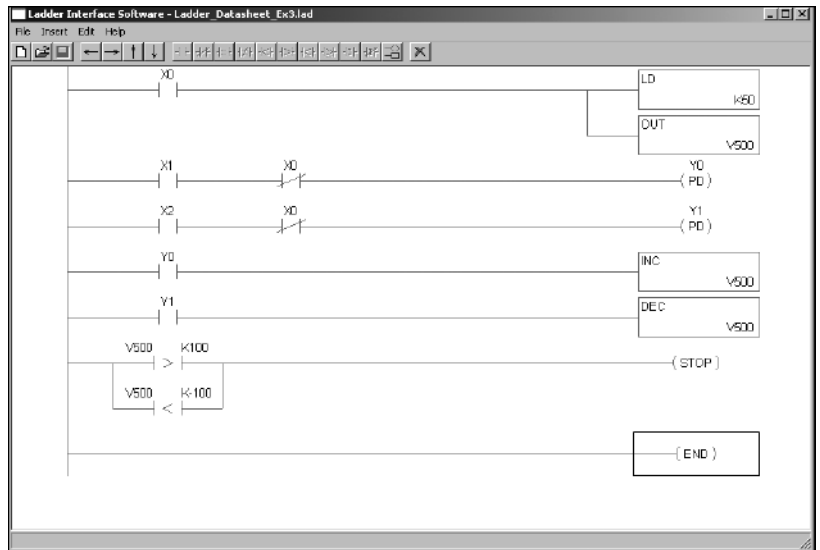 Ladder Interface Software - Ladder_Datasheet_Ex3.lad
File Insert Edit Help
X0
LD
K50
OUT
V500
X1 X0 Y0
( PD )
X2 X0 Y1
( PD )
Y0
INC
V500
Y1
DEC
V500
V500 K100
> ( STOP )
V500 K-100
<
( END )